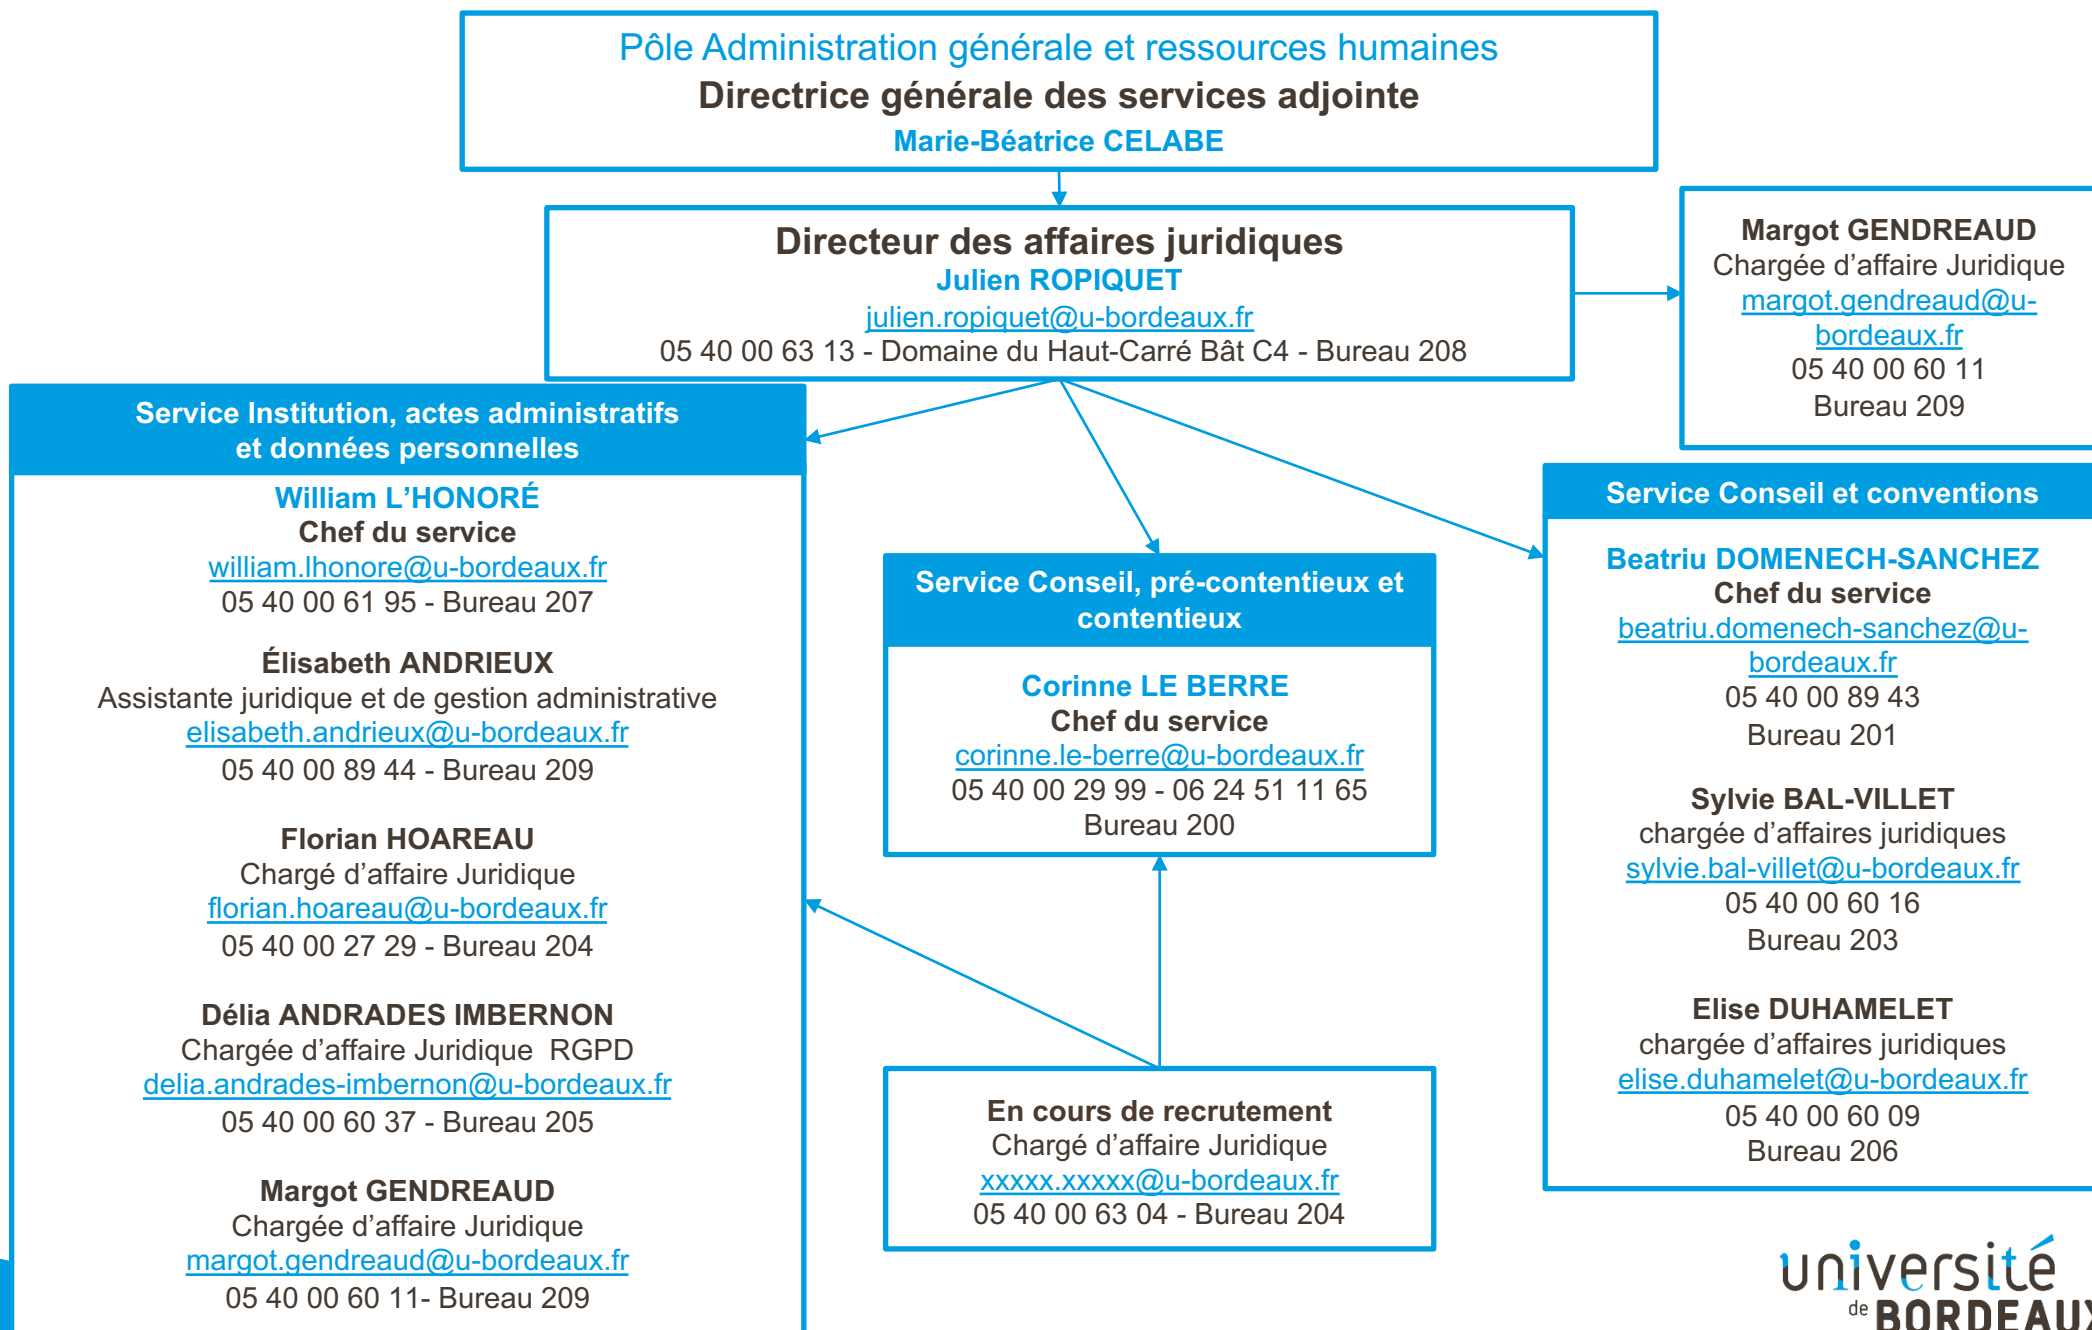 Pôle Administration générale et ressources humaines
Directrice générale des services adjointe
Marie-Béatrice CELABE
Directeur des affaires juridiques
Julien ROPIQUET
julien.ropiquet@u-bordeaux.fr
05 40 00 63 13 - Domaine du Haut-Carré Bât C4 - Bureau 208
Margot GENDREAUD
Chargée d’affaire Juridique
margot.gendreaud@u-
bordeaux.fr
05 40 00 60 11
Bureau 209
Service Institution, actes administratifs
et données personnelles
William L’HONORÉ
Chef du service
william.lhonore@u-bordeaux.fr
05 40 00 61 95 - Bureau 207
Élisabeth ANDRIEUX
Assistante juridique et de gestion administrative
elisabeth.andrieux@u-bordeaux.fr
05 40 00 89 44 - Bureau 209
Florian HOAREAU
Chargé d’affaire Juridique
florian.hoareau@u-bordeaux.fr
05 40 00 27 29 - Bureau 204
Délia ANDRADES IMBERNON
Chargée d’affaire Juridique  RGPD
delia.andrades-imbernon@u-bordeaux.fr
05 40 00 60 37 - Bureau 205
Margot GENDREAUD
Chargée d’affaire Juridique
margot.gendreaud@u-bordeaux.fr
05 40 00 60 11- Bureau 209
Service Conseil, pré-contentieux et
contentieux
Corinne LE BERRE
Chef du service
corinne.le-berre@u-bordeaux.fr
05 40 00 29 99 - 06 24 51 11 65
Bureau 200
En cours de recrutement
Chargé d’affaire Juridique
xxxxx.xxxxx@u-bordeaux.fr
05 40 00 63 04 - Bureau 204
Service Conseil et conventions
Beatriu DOMENECH-SANCHEZ
Chef du service
beatriu.domenech-sanchez@u-
bordeaux.fr
05 40 00 89 43
Bureau 201
Sylvie BAL-VILLET
chargée d’affaires juridiques
sylvie.bal-villet@u-bordeaux.fr
05 40 00 60 16
Bureau 203
Elise DUHAMELET
chargée d’affaires juridiques
elise.duhamelet@u-bordeaux.fr
05 40 00 60 09
Bureau 206
université
de BORDEAUX